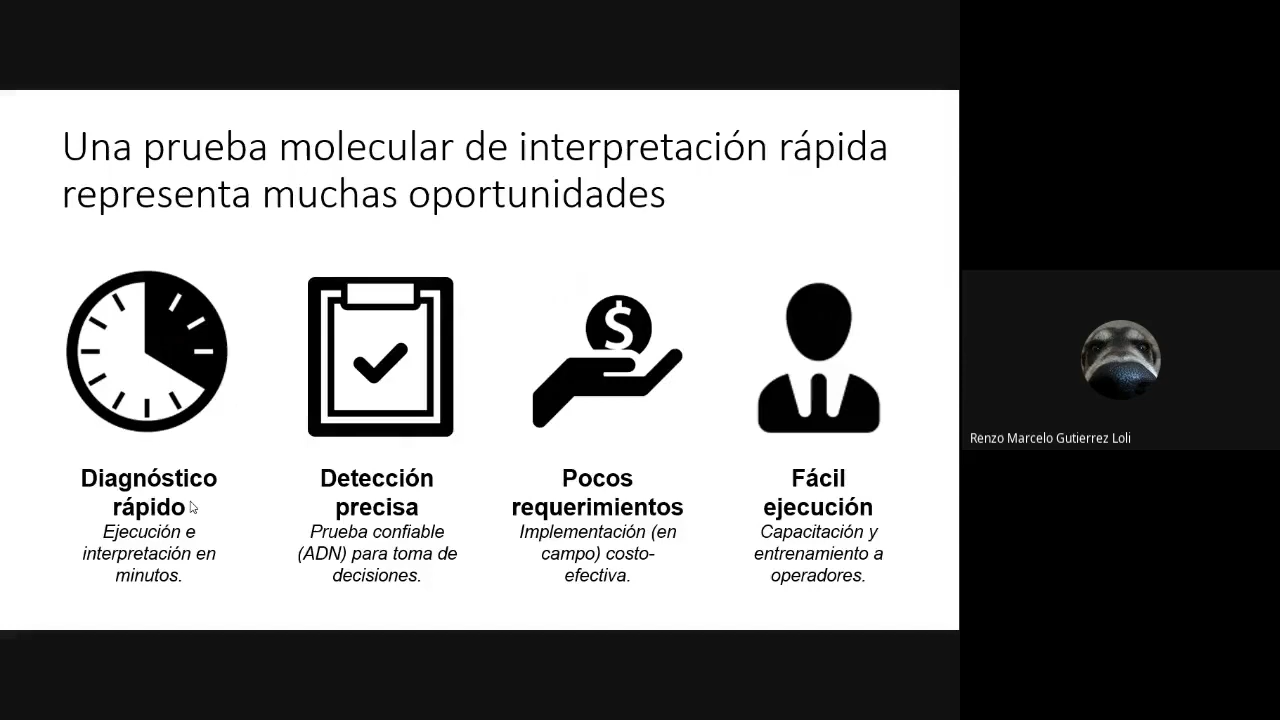 Una prueba molecular de interpretación rápida
representa muchas oportunidades
$
Diagnóstico
rápido
Ejecución e
interpretación en
minutos.
Detección
precisa
Prueba confiable
(ADN) para toma de
decisiones.
Pocos
requerimientos
Implementación (en
campo) costo-
efectiva.
Fácil
ejecución
Capacitación y
entrenamiento a
operadores.
Renzo Marcelo Gutierrez Loli